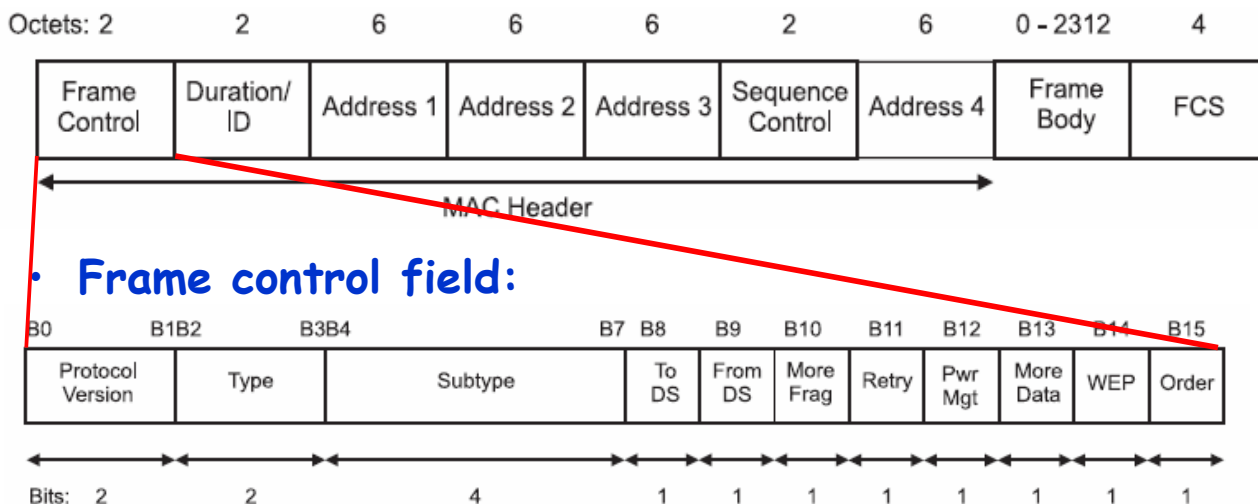 Octets: 2 2 6 6 6 2 6 0 - 2312 4
Frame Control Duration/ ID Address 1 Address 2 Address 3 Sequence Control Address 4 Frame Body FCS
MAC Header
• Frame control field:
B0 B1B2 B3B4 B7 B8 B9 B10 B11 B12 B13 B14 B15
Protocol Version Type Subtype To DS From DS More Frag Retry Pwr Mgt More Data WEP Order
Bits: 2 2 4 1 1 1 1 1 1 1 1